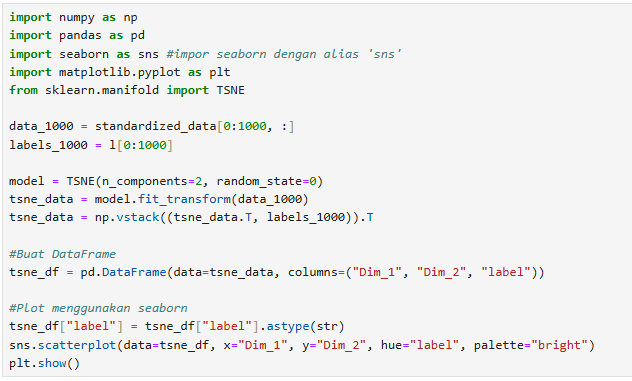 import numpy as np
import pandas as pd
import seaborn as sns #impor seaborn dengan alias 'sns'
import matplotlib.pyplot as plt
from sklearn.manifold import TSNE
data_1000 = standardized_data[0:1000, :]
labels_1000 = l[0:1000]
model = TSNE(n_components=2, random_state=0)
tsne_data = model.fit_transform(data_1000)
tsne_data = np.vstack((tsne_data.T, labels_1000)).T
#Buat DataFrame
tsne_df = pd.DataFrame(data=tsne_data, columns=("Dim_1", "Dim_2", "label"))
#Plot menggunakan seaborn
tsne_df["label"] = tsne_df["label"].astype(str)
sns.scatterplot(data=tsne_df, x="Dim_1", y="Dim_2", hue="label", palette="bright")
plt.show()